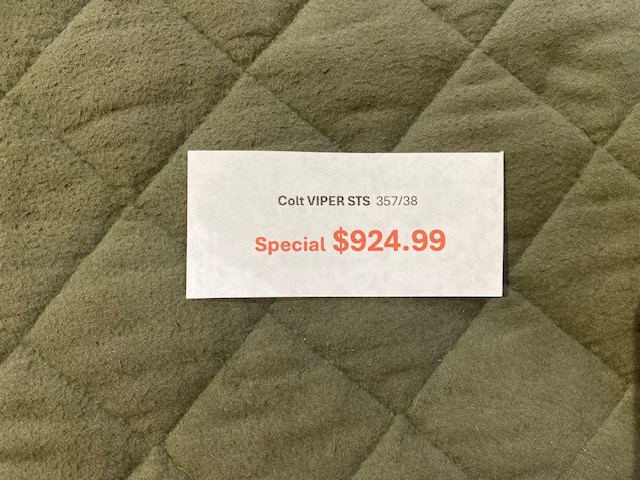 Colt VIPER STS 357/38
Special $924.99